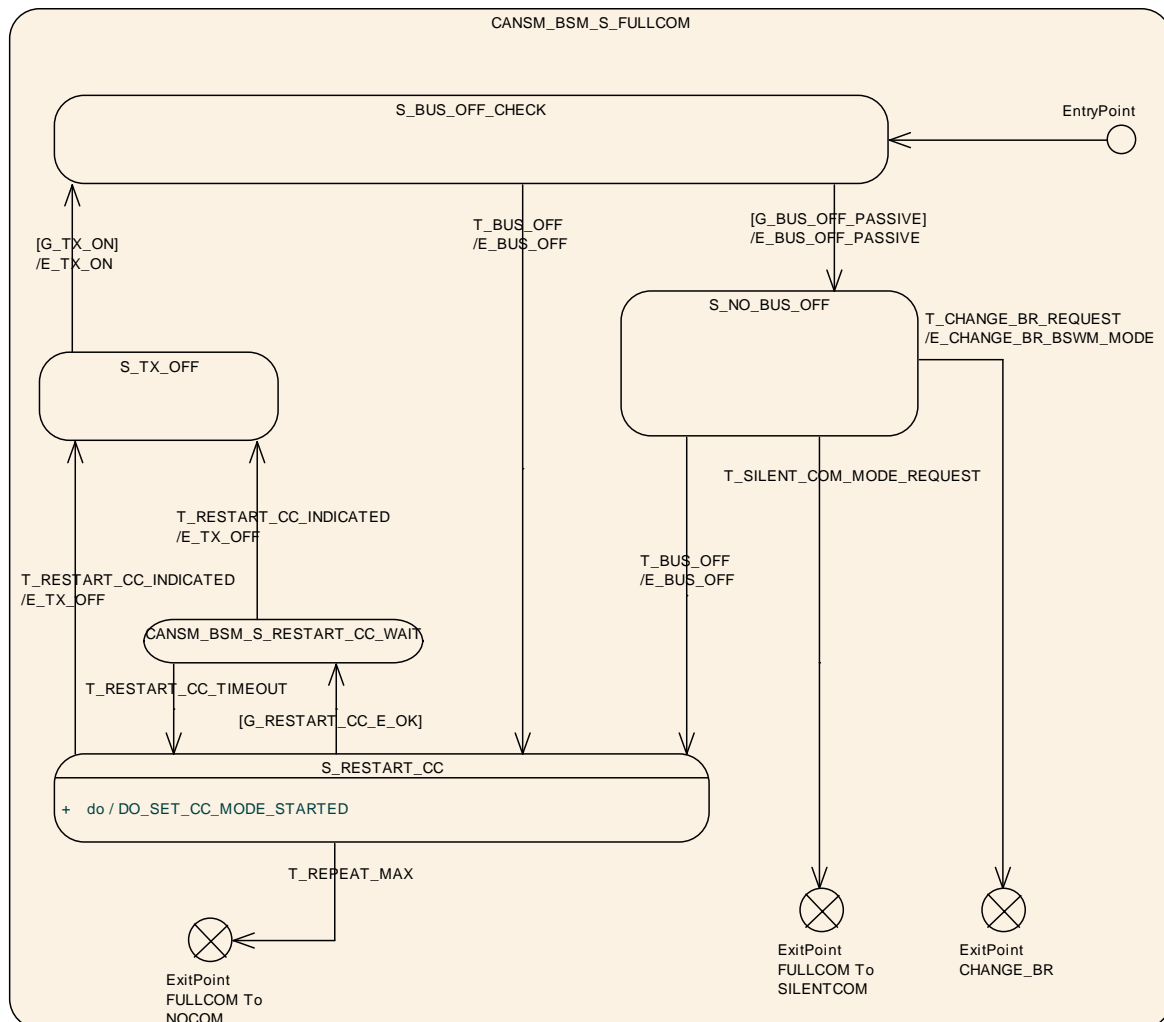 CANSM_BSM_S_FULLCOM
S_BUS_OFF_CHECK
EntryPoint
T_BUS_OFF
/E_BUS_OFF
[G_BUS_OFF_PASSIVE]
/E_BUS_OFF_PASSIVE
[G_TX_ON]
/E_TX_ON
S_NO_BUS_OFF
T_CHANGE_BR_REQUEST
/E_CHANGE_BR_BSWM_MODE
S_TX_OFF
T_SILENT_COM_MODE_REQUEST
T_RESTART_CC_INDICATED
/E_TX_OFF
T_BUS_OFF
/E_BUS_OFF
T_RESTART_CC_INDICATED
/E_TX_OFF
CANSM_BSM_S_RESTART_CC_WAIT
T_RESTART_CC_TIMEOUT
[G_RESTART_CC_E_OK]
S_RESTART_CC
+ do / DO_SET_CC_MODE_STARTED
T_REPEAT_MAX
ExitPoint
FULLCOM To
SILENTCOM
ExitPoint
CHANGE_BR
ExitPoint
FULLCOM To
NOCOM